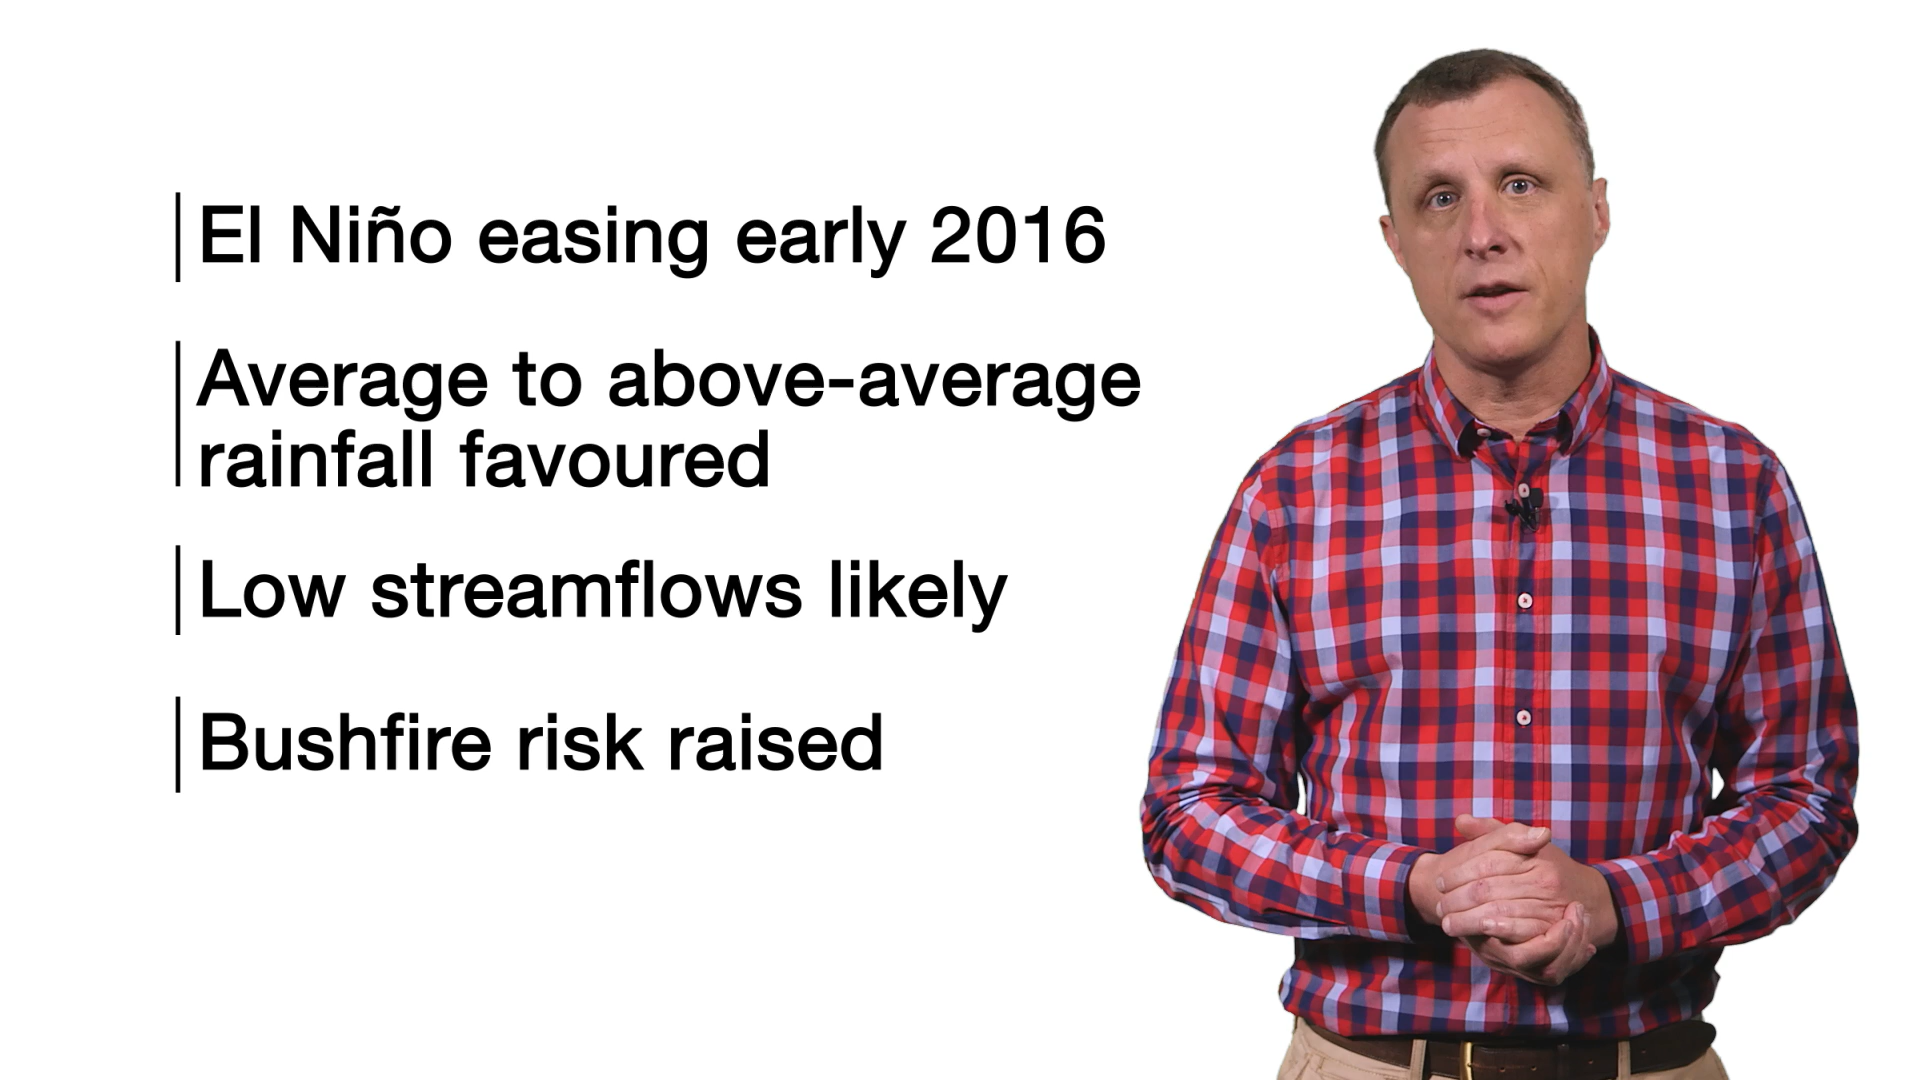 El Niño easing early 2016
Average to above-average
rainfall favoured
Low streamflows likely
Bushfire risk raised